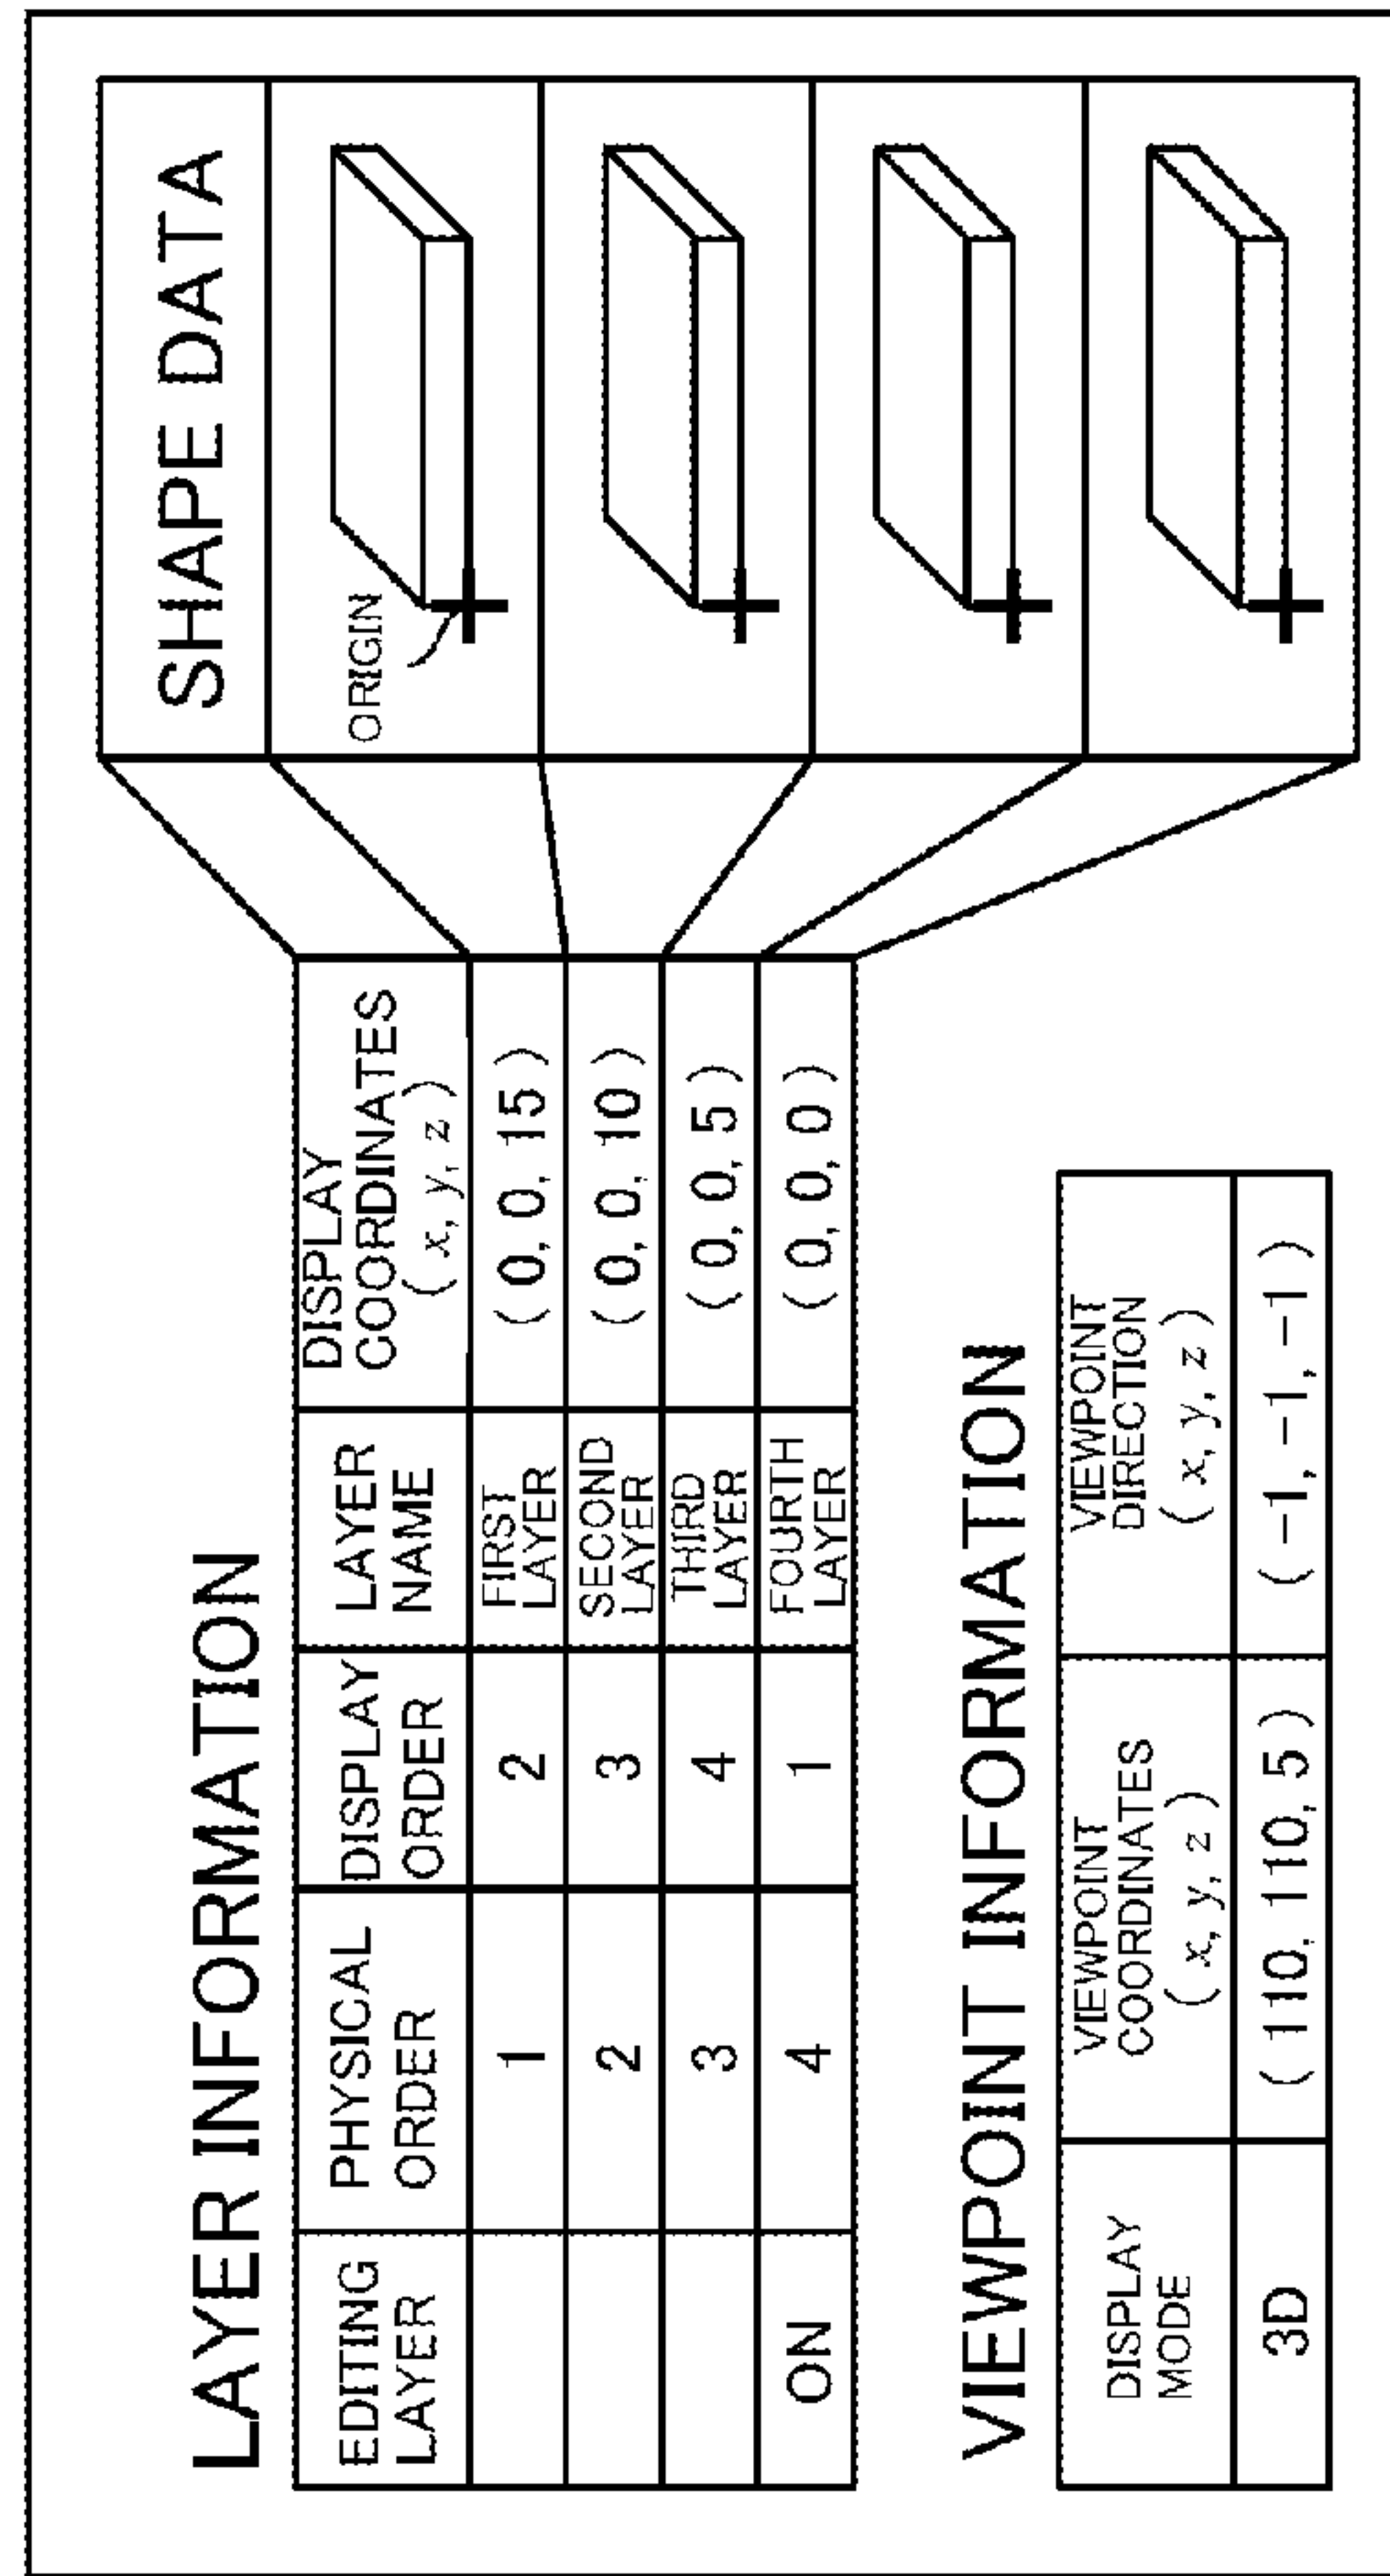 LAYER INFORMATION
EDITING
LAYER
PHYSICAL
ORDER
DISPLAY
ORDER
LAYER
NAME
DISPLAY
COORDINATES
( x, y, z )
SHAPE DATA
1
2
FIRST
LAYER
( 0, 0, 15 )
ORIGIN
2
3
SECOND
LAYER
( 0, 0, 10 )
3
4
THIRD
LAYER
( 0, 0, 5 )
ON
4
1
FOURTH
LAYER
( 0, 0, 0 )
VIEWPOINT INFORMATION
DISPLAY
MODE
VIEWPOINT
COORDINATES
( x, y, z )
VIEWPOINT
DIRECTION
( x, y, z )
3D
( 110, 110, 5 )
( -1, -1, -1 )